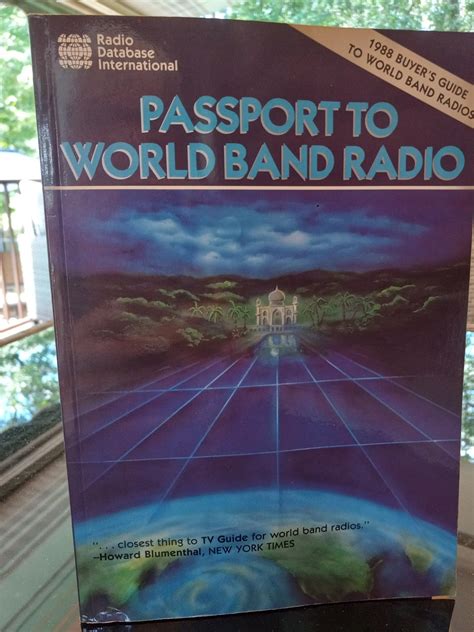 Radio
Database
International
1988 BUYER'S GUIDE
TO WORLD BAND RADIOS
PASSPORT TO
WORLD BAND RADIO
". . . closest thing to TV Guide for world band radios."
–Howard Blumenthal, NEW YORK TIMES